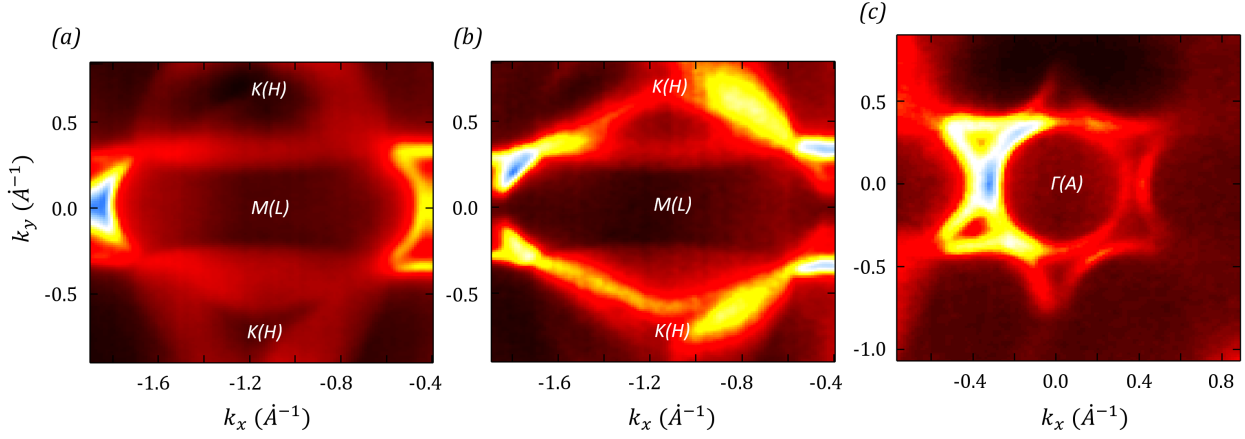 (a)
(b)
(c)
K(H)
M(L)
K(H)
K(H)
M(L)
K(H)
Γ(A)
k_y (Å⁻¹)
0.5
0.0
-0.5
0.5
0.0
-0.5
0.5
0.0
-0.5
-1.0
-1.6 -1.2 -0.8 -0.4
-1.6 -1.2 -0.8 -0.4
-0.4 0.0 0.4 0.8
k_x (Å⁻¹)
k_x (Å⁻¹)
k_x (Å⁻¹)